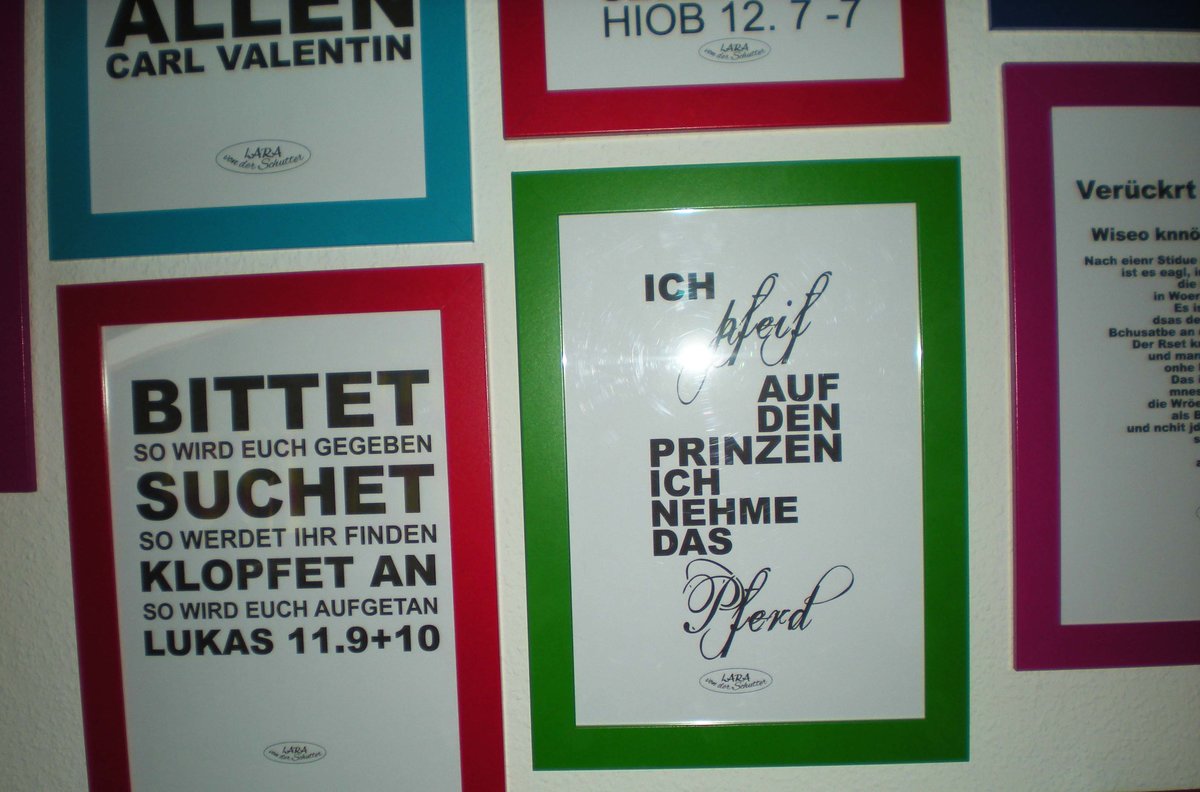 ALLEN
CARL VALENTIN
LARA
von der Schutter
HIOB 12. 7 -7
LARA
von der Schutter
BITTET
SO WIRD EUCH GEGEBEN
SUCHET
SO WERDET IHR FINDEN
KLOPFET AN
SO WIRD EUCH AUFGETAN
LUKAS 11.9+10
LARA
von der Schutter
ICH
pfeif
AUF
DEN
PRINZEN
ICH
NEHME
DAS
Pferd
LARA
von der Schutter
Verückrt
Wiseo knnö
Nach eienr Stidue
ist es eagl,
die
in Woer
Es
dsas de
Bchusatbe an
Der Rset
und man
onhe
Das
mnes
die Wröe
als
und nchit jd